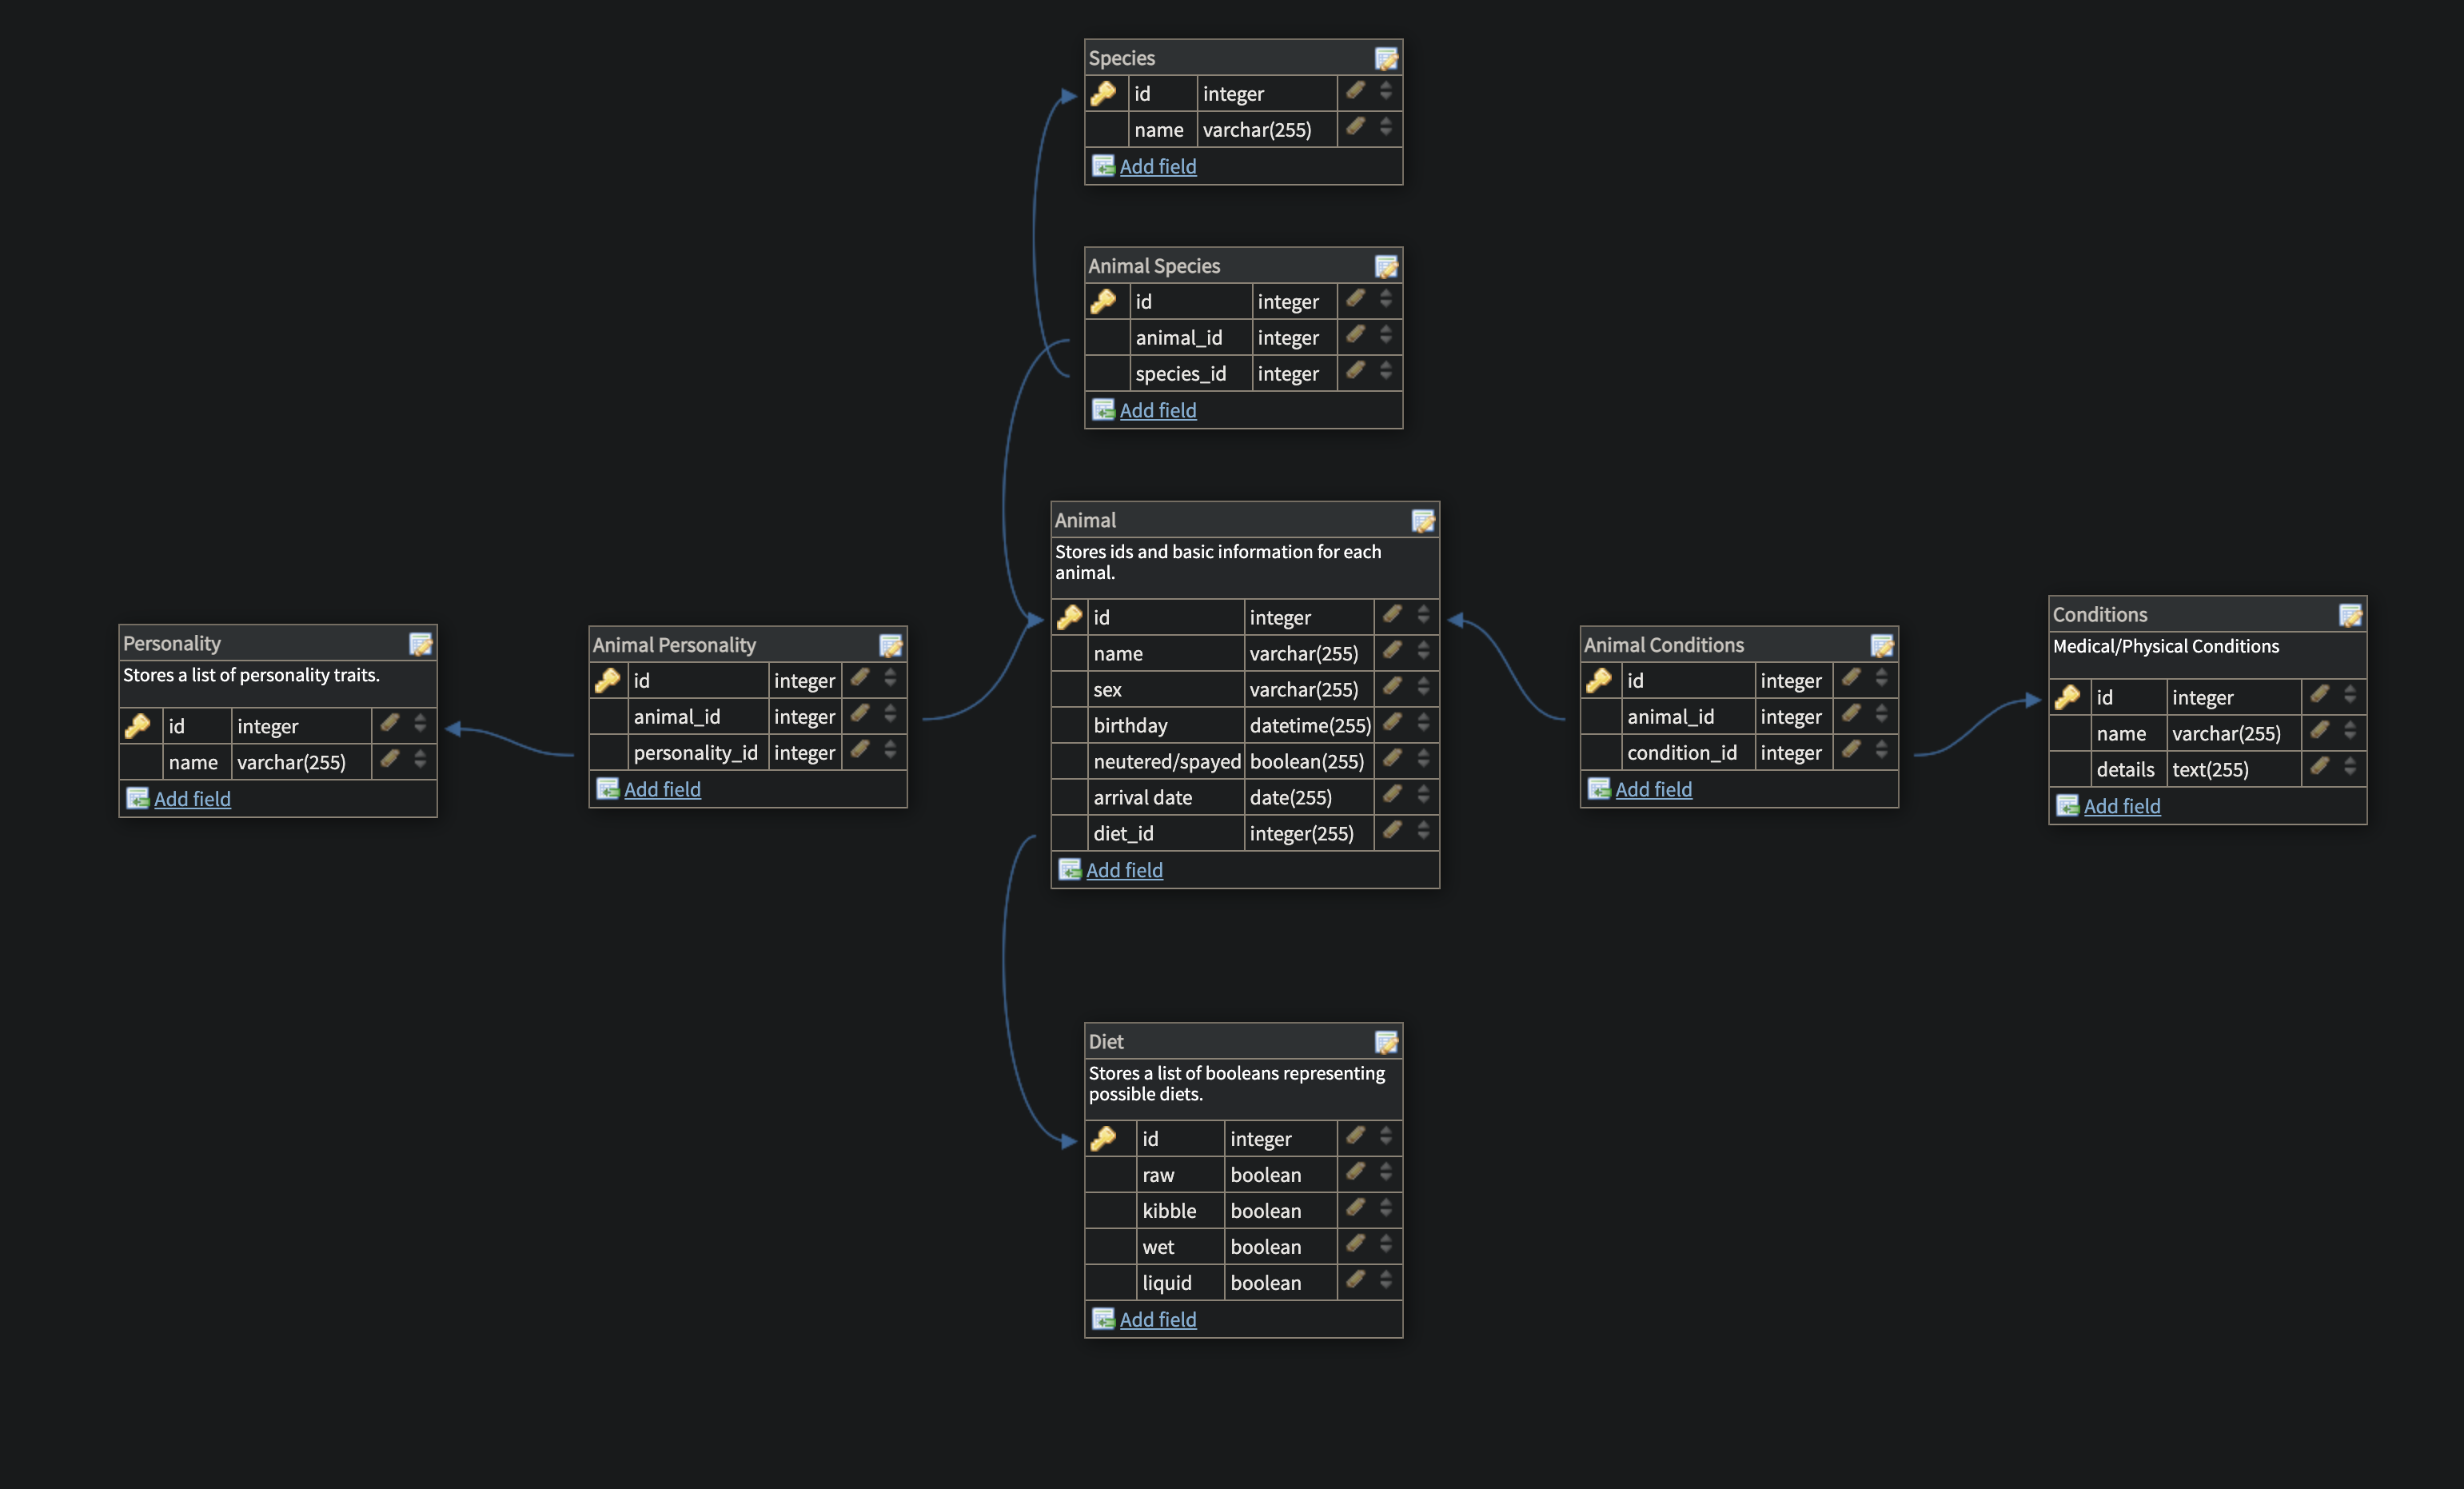 Species
id integer
name varchar(255)
Add field
Animal Species
id integer
animal_id integer
species_id integer
Add field
Animal
Stores ids and basic information for each
animal.
id integer
name varchar(255)
sex varchar(255)
birthday datetime(255)
neutered/spayed boolean(255)
arrival date date(255)
diet_id integer(255)
Add field
Personality
Stores a list of personality traits.
id integer
name varchar(255)
Add field
Animal Personality
id integer
animal_id integer
personality_id integer
Add field
Animal Conditions
id integer
animal_id integer
condition_id integer
Add field
Conditions
Medical/Physical Conditions
id integer
name varchar(255)
details text(255)
Add field
Diet
Stores a list of booleans representing
possible diets.
id integer
raw boolean
kibble boolean
wet boolean
liquid boolean
Add field